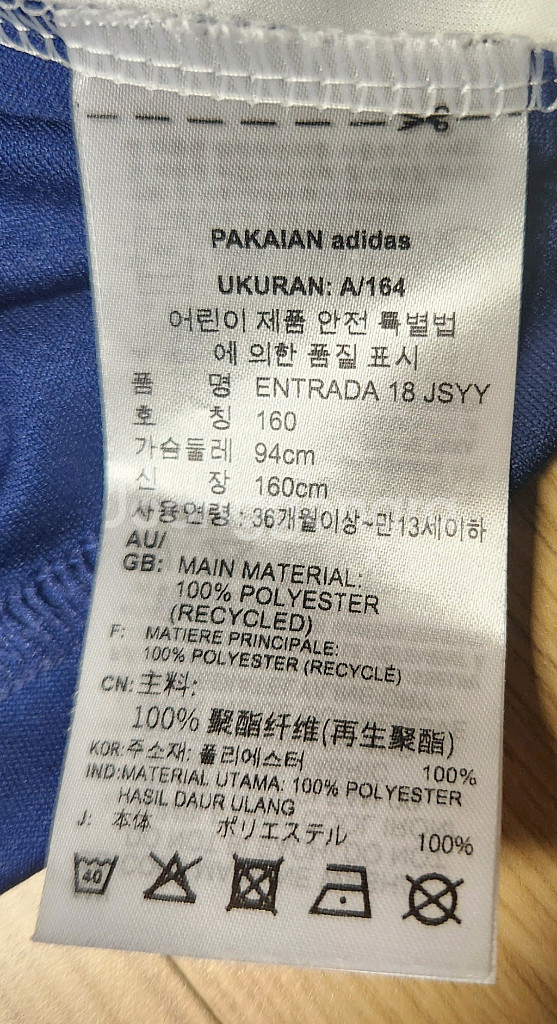 PAKAIAN adidas
UKURAN: A/164
어린이 제품 안전 특별법
에 의한 품질 표시
품 명 ENTRADA 18 JSYY
호 칭 160
가슴둘레 94cm
신 장 160cm
사용연령 : 36개월이상~만13세이하
AU/
GB: MAIN MATERIAL:
100% POLYESTER
(RECYCLED)
F: MATIERE PRINCIPALE:
100% POLYESTER (RECYCLÉ)
CN: 主料:
100% 聚酯纤维(再生聚酯)
KOR: 주소재: 폴리에스터 100%
IND:MATERIAL UTAMA: 100% POLYESTER
HASIL DAUR ULANG
J: 本体 ポリエステル 100%
40